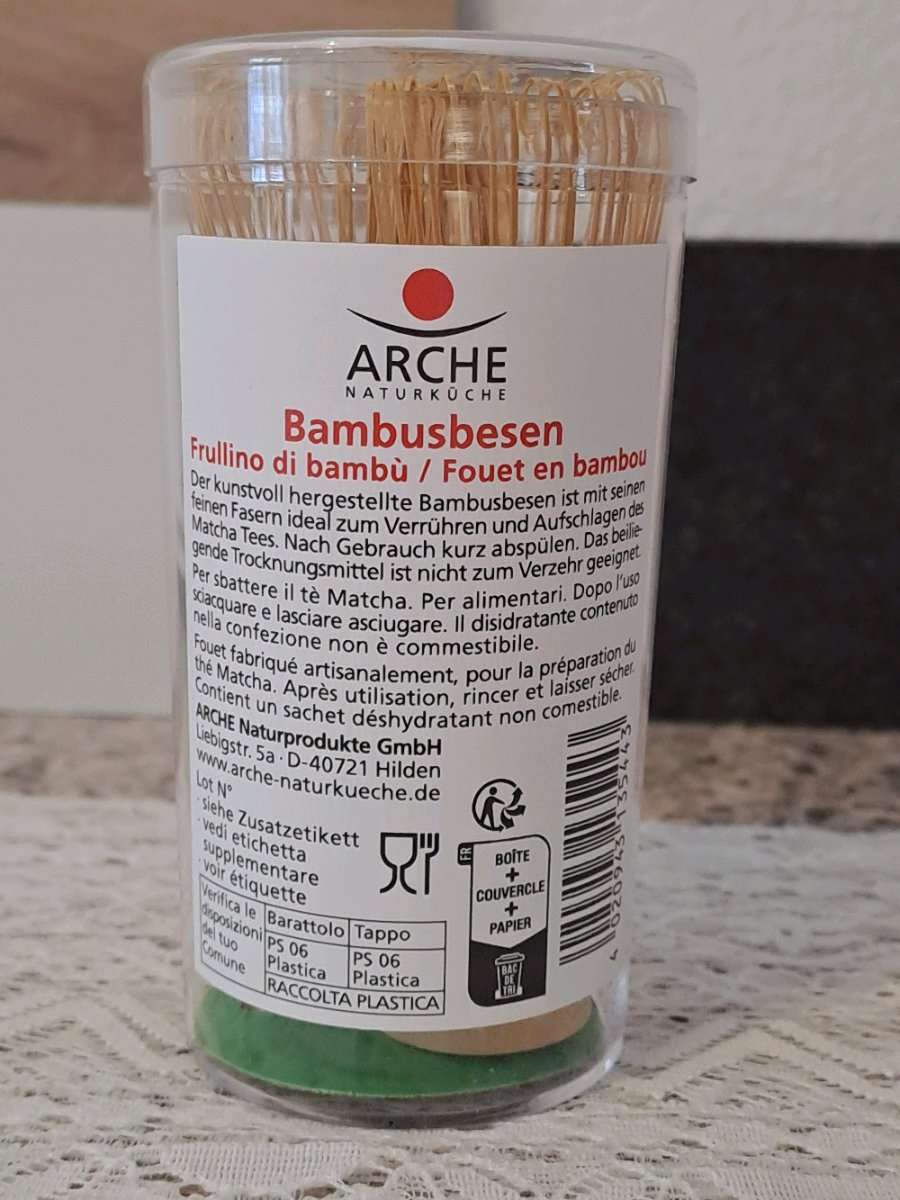 ARCHE
NATURKÜCHE
Bambusbesen
Frullino di bambù / Fouet en bambou
Der kunstvoll hergestellte Bambusbesen ist mit seinen
feinen Fasern ideal zum Verrühren und Aufschlagen des
Matcha Tees. Nach Gebrauch kurz abspülen. Das beilie-
gende Trocknungsmittel ist nicht zum Verzehr geeignet.
Per sbattere il tè Matcha. Per alimentari. Dopo l'uso
sciacquare e lasciare asciugare. Il disidratante contenuto
nella confezione non è commestibile.
Fouet fabriqué artisanalement, pour la préparation du
thé Matcha. Après utilisation, rincer et laisser sécher.
Contient un sachet déshydratant non comestible.
ARCHE Naturprodukte GmbH
Liebigstr. 5a · D-40721 Hilden
www.arche-naturkueche.de
Lot N°
· siehe Zusatzetikett
· vedi etichetta
supplementare
· voir étiquette
Verifica le
disposizioni
del tuo
Comune
Barattolo Tappo
PS 06 PS 06
Plastica Plastica
RACCOLTA PLASTICA
FR
BOÎTE
+
COUVERCLE
+
PAPIER
BAC
DE
TRI
4 020943 135443